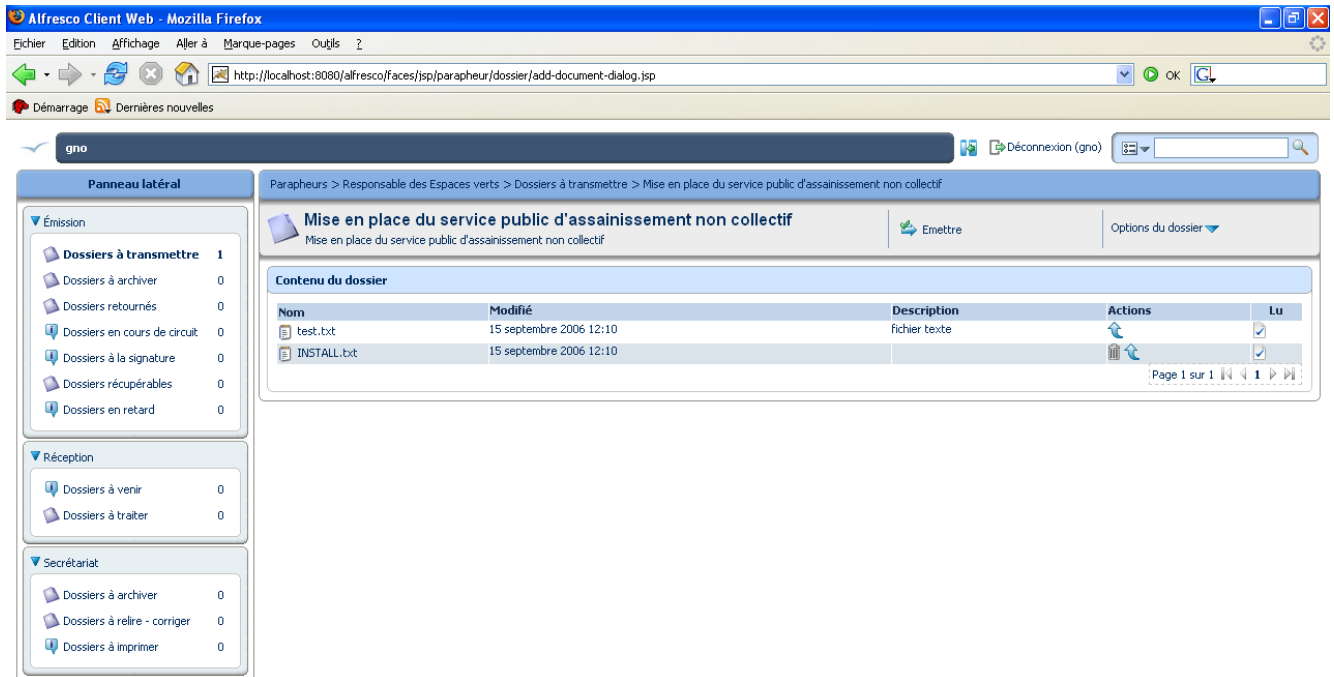 Alfresco Client Web - Mozilla Firefox
Fichier Edition Affichage Aller à Marque-pages Outils ?
http://localhost:8080/alfresco/faces/jsp/parapheur/dossier/add-document-dialog.jsp OK G
Démarrage Dernières nouvelles
gno Déconnexion (gno)
Panneau latéral
Parapheurs > Responsable des Espaces verts > Dossiers à transmettre > Mise en place du service public d'assainissement non collectif
Émission
Dossiers à transmettre 1
Dossiers à archiver 0
Dossiers retournés 0
Dossiers en cours de circuit 0
Dossiers à la signature 0
Dossiers récupérables 0
Dossiers en retard 0
Réception
Dossiers à venir 0
Dossiers à traiter 0
Secrétariat
Dossiers à archiver 0
Dossiers à relire - corriger 0
Dossiers à imprimer 0
Mise en place du service public d'assainissement non collectif
Mise en place du service public d'assainissement non collectif
Emettre
Options du dossier
Contenu du dossier
Nom Modifié Description Actions Lu
test.txt 15 septembre 2006 12:10 fichier texte
INSTALL.txt 15 septembre 2006 12:10
Page 1 sur 1 1